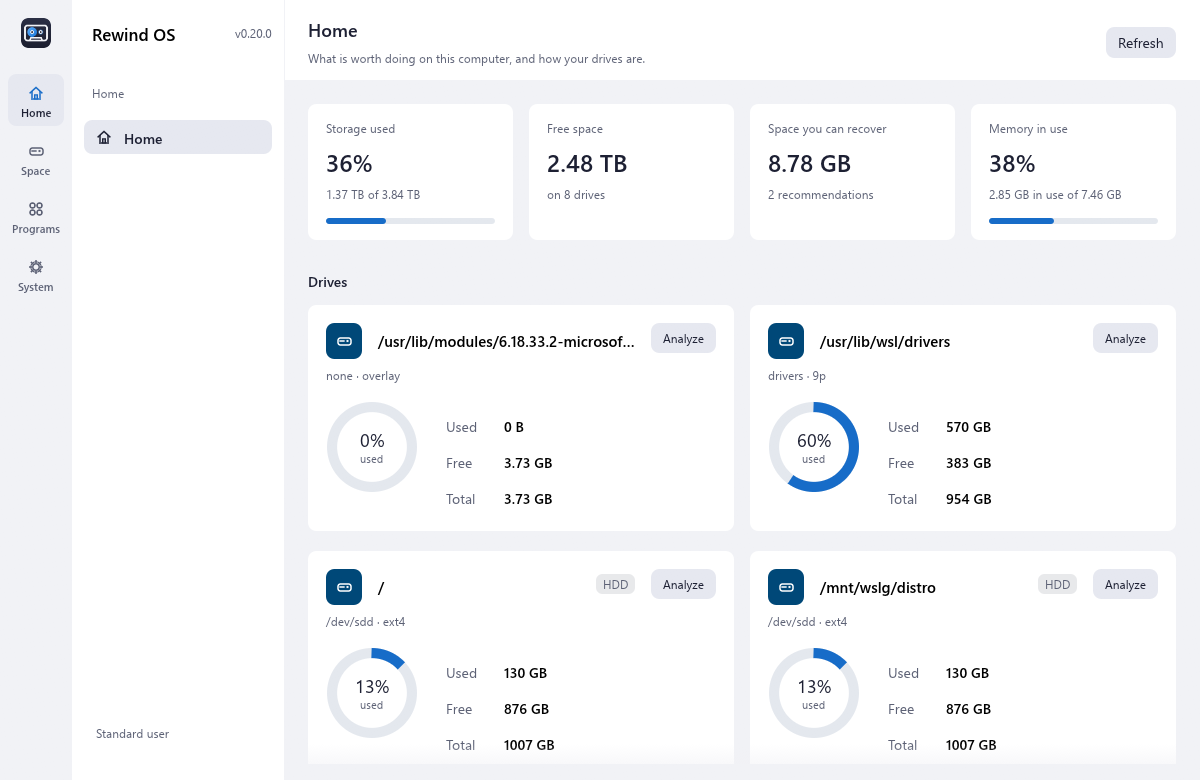 Rewind OS
v0.20.0
Home
Space
Programs
System
Home
Home
Standard user
Home
What is worth doing on this computer, and how your drives are.
Refresh
Storage used
36%
1.37 TB of 3.84 TB
Free space
2.48 TB
on 8 drives
Space you can recover
8.78 GB
2 recommendations
Memory in use
38%
2.85 GB in use of 7.46 GB
Drives
/usr/lib/modules/6.18.33.2-microsof...
Analyze
none · overlay
0%
used
Used 0 B
Free 3.73 GB
Total 3.73 GB
/usr/lib/wsl/drivers
Analyze
drivers · 9p
60%
used
Used 570 GB
Free 383 GB
Total 954 GB
/
HDD
Analyze
/dev/sdd · ext4
13%
used
Used 130 GB
Free 876 GB
Total 1007 GB
/mnt/wslg/distro
HDD
Analyze
/dev/sdd · ext4
13%
used
Used 130 GB
Free 876 GB
Total 1007 GB